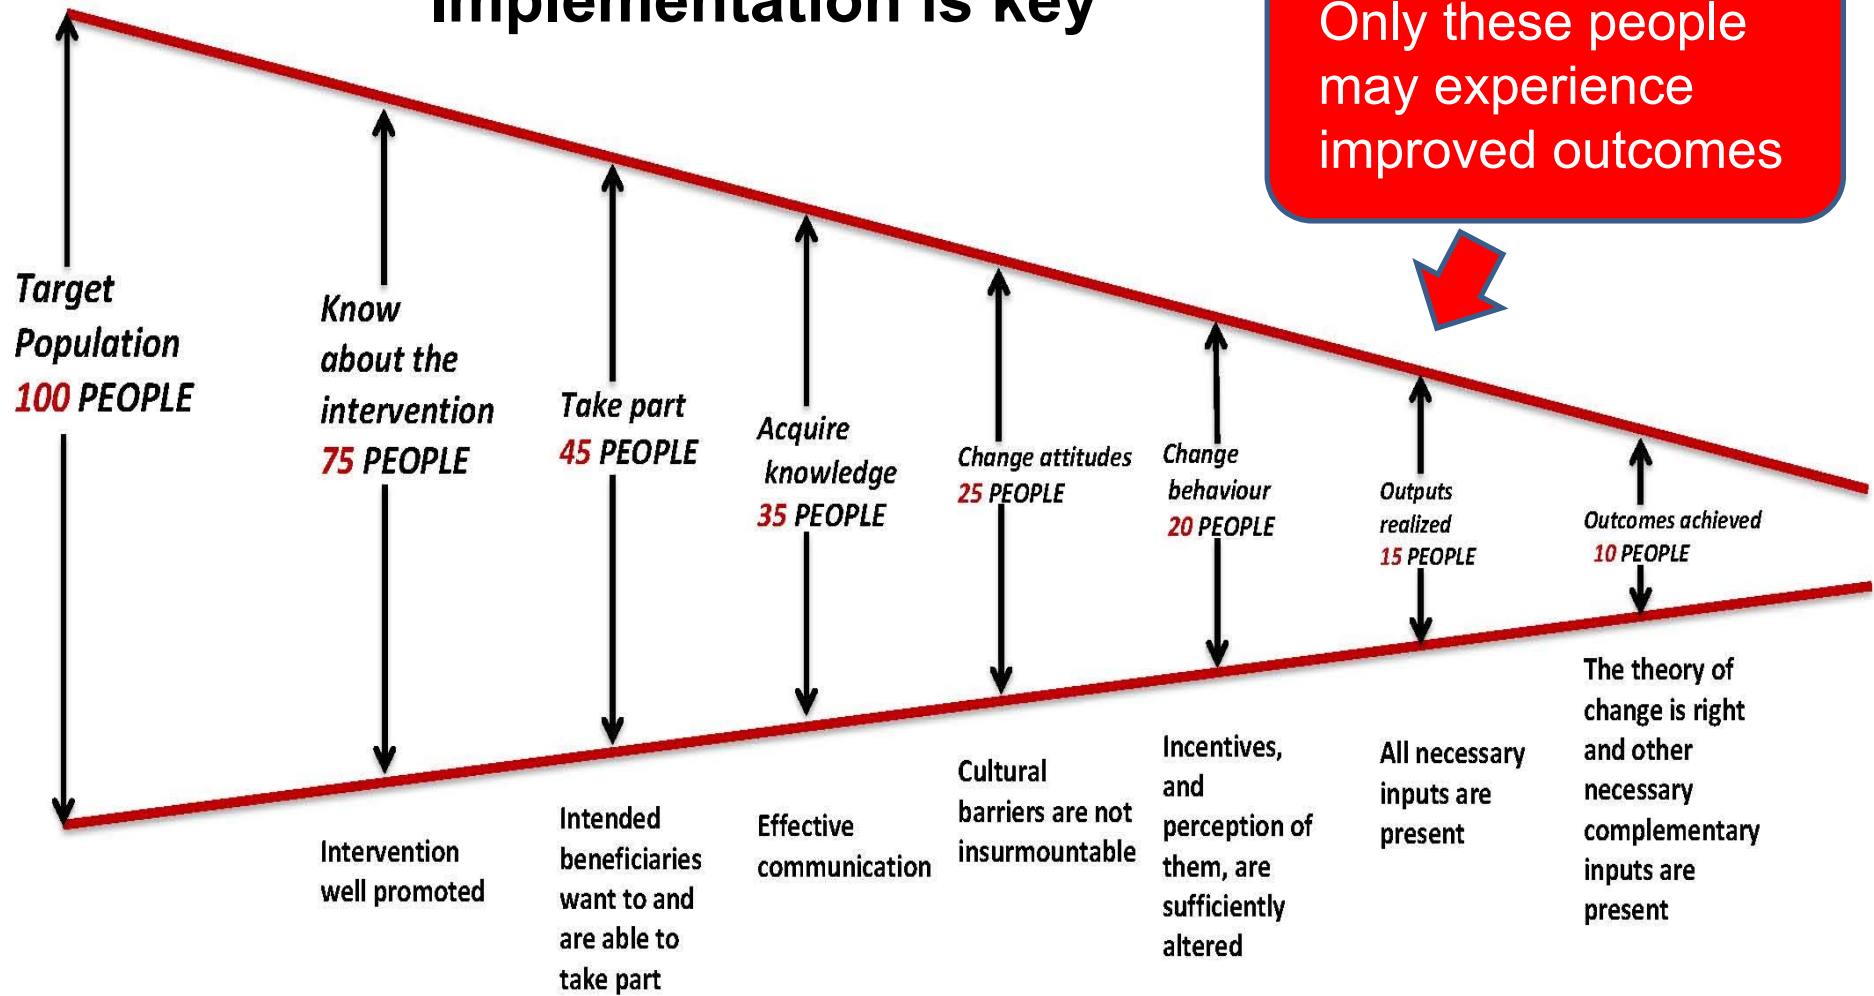 Implementation is key
Only these people
may experience
improved outcomes
Target
Population
100 PEOPLE
Know
about the
intervention
75 PEOPLE
Take part
45 PEOPLE
Acquire
knowledge
35 PEOPLE
Change attitudes
25 PEOPLE
Change
behaviour
20 PEOPLE
Outputs
realized
15 PEOPLE
Outcomes achieved
10 PEOPLE
Intervention
well promoted
Intended
beneficiaries
want to and
are able to
take part
Effective
communication
Cultural
barriers are not
insurmountable
Incentives,
and
perception of
them, are
sufficiently
altered
All necessary
inputs are
present
The theory of
change is right
and other
necessary
complementary
inputs are
present